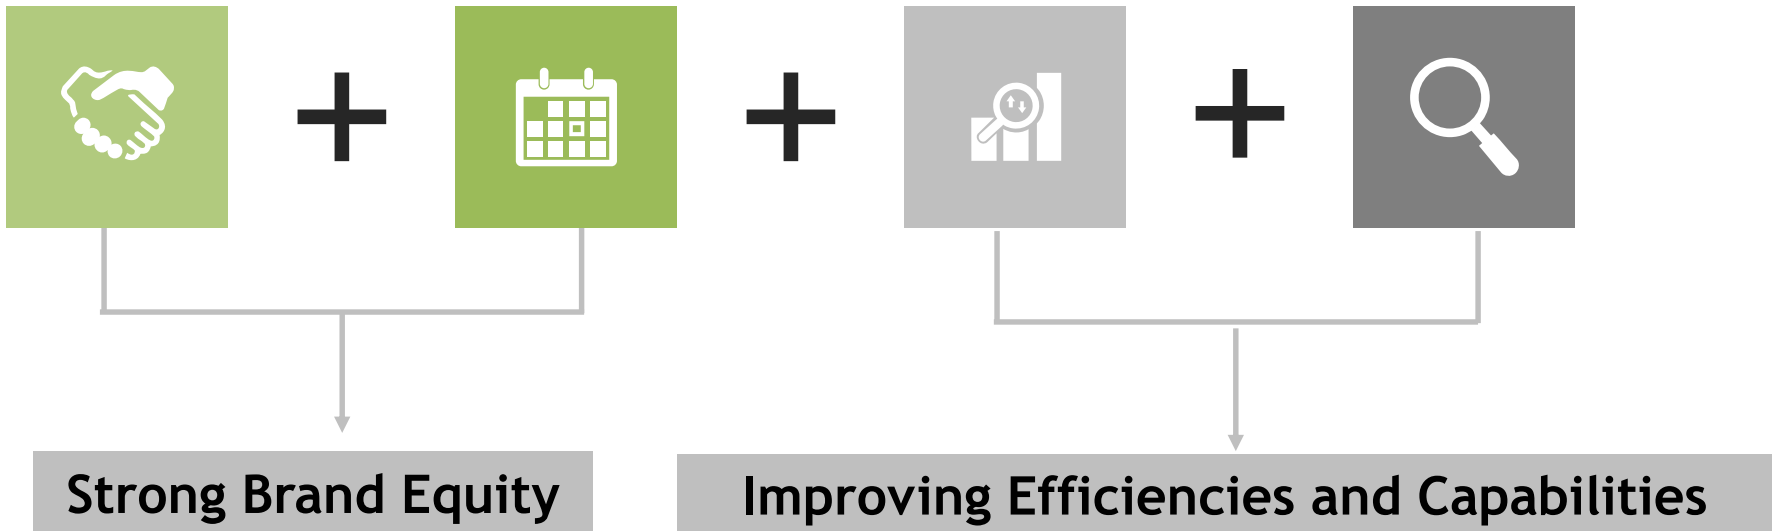 Strong Brand Equity
Improving Efficiencies and Capabilities